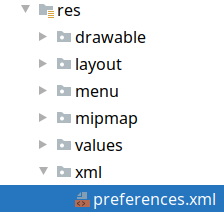 res
drawable
layout
menu
mipmap
values
xml
preferences.xml